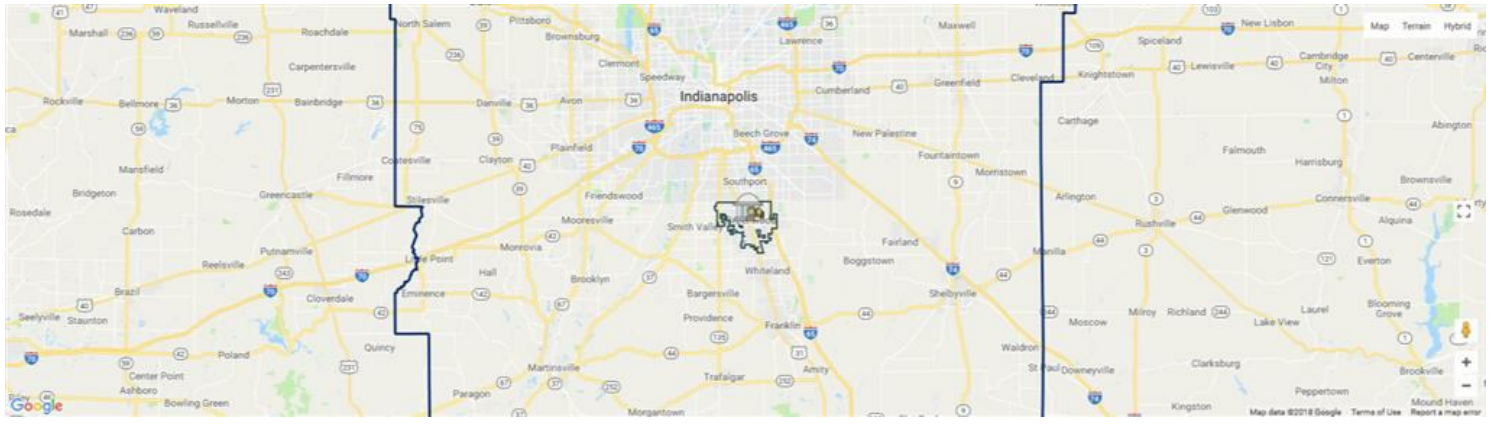 Waveland
Pittsboro
Maxwell
New Lisbon
Marshall
Russellville
Roachdale
North Salem
Brownsburg
Lawrence
Spiceland
Map
Terrain
Hybrid
Carpentersville
Clermont
Speedway
Cumberland
Greenfield
Cleveland
Knightstown
Lewisville
Cambridge
City
Centerville
Milton
Rockville
Bellmore
Morton
Bainbridge
Danville
Avon
Indianapolis
Carthage
Abington
Beech Grove
New Palestine
Plainfield
Mansfield
Coatesville
Clayton
Fountaintown
Falmouth
Harrisburg
Fillmore
Southport
Morristown
Bridgeton
Greencastle
Stilesville
Friendswood
Arlington
Connersville
Brownsville
Rosedale
Carbon
Mooresville
Smith Valley
Rushville
Glenwood
Alquina
Putnamville
Reelsville
Little Point
Monrovia
Fairland
Boggstown
Manilla
Everton
Hall
Brooklyn
Whiteland
Brazil
Cloverdale
Eminence
Bargersville
Shelbyville
Seelyville
Staunton
Providence
Franklin
Moscow
Milroy
Richland
Laurel
Lake View
Blooming
Grove
Poland
Quincy
Waldron
Center Point
Martinsville
Trafalgar
Amity
St Paul
Downeyville
Clarksburg
Brookville
Ashboro
Bowling Green
Paragon
Morgantown
Kingston
Peppertown
Mound Haven
Google
Map data ©2018 Google
Terms of Use
Report a map error